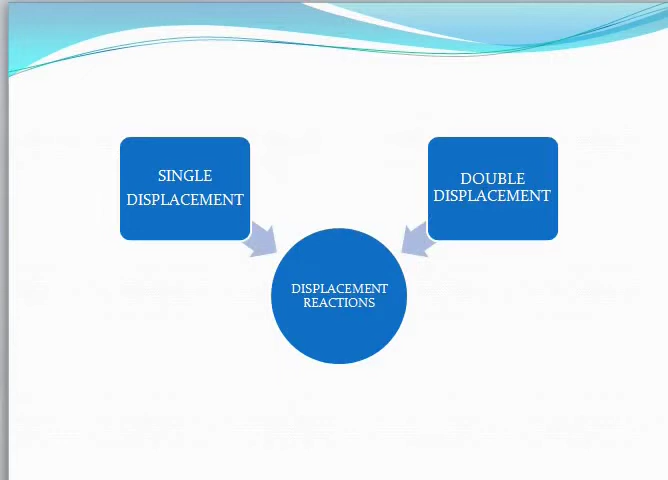 SINGLE
DISPLACEMENT
DOUBLE
DISPLACEMENT
DISPLACEMENT
REACTIONS